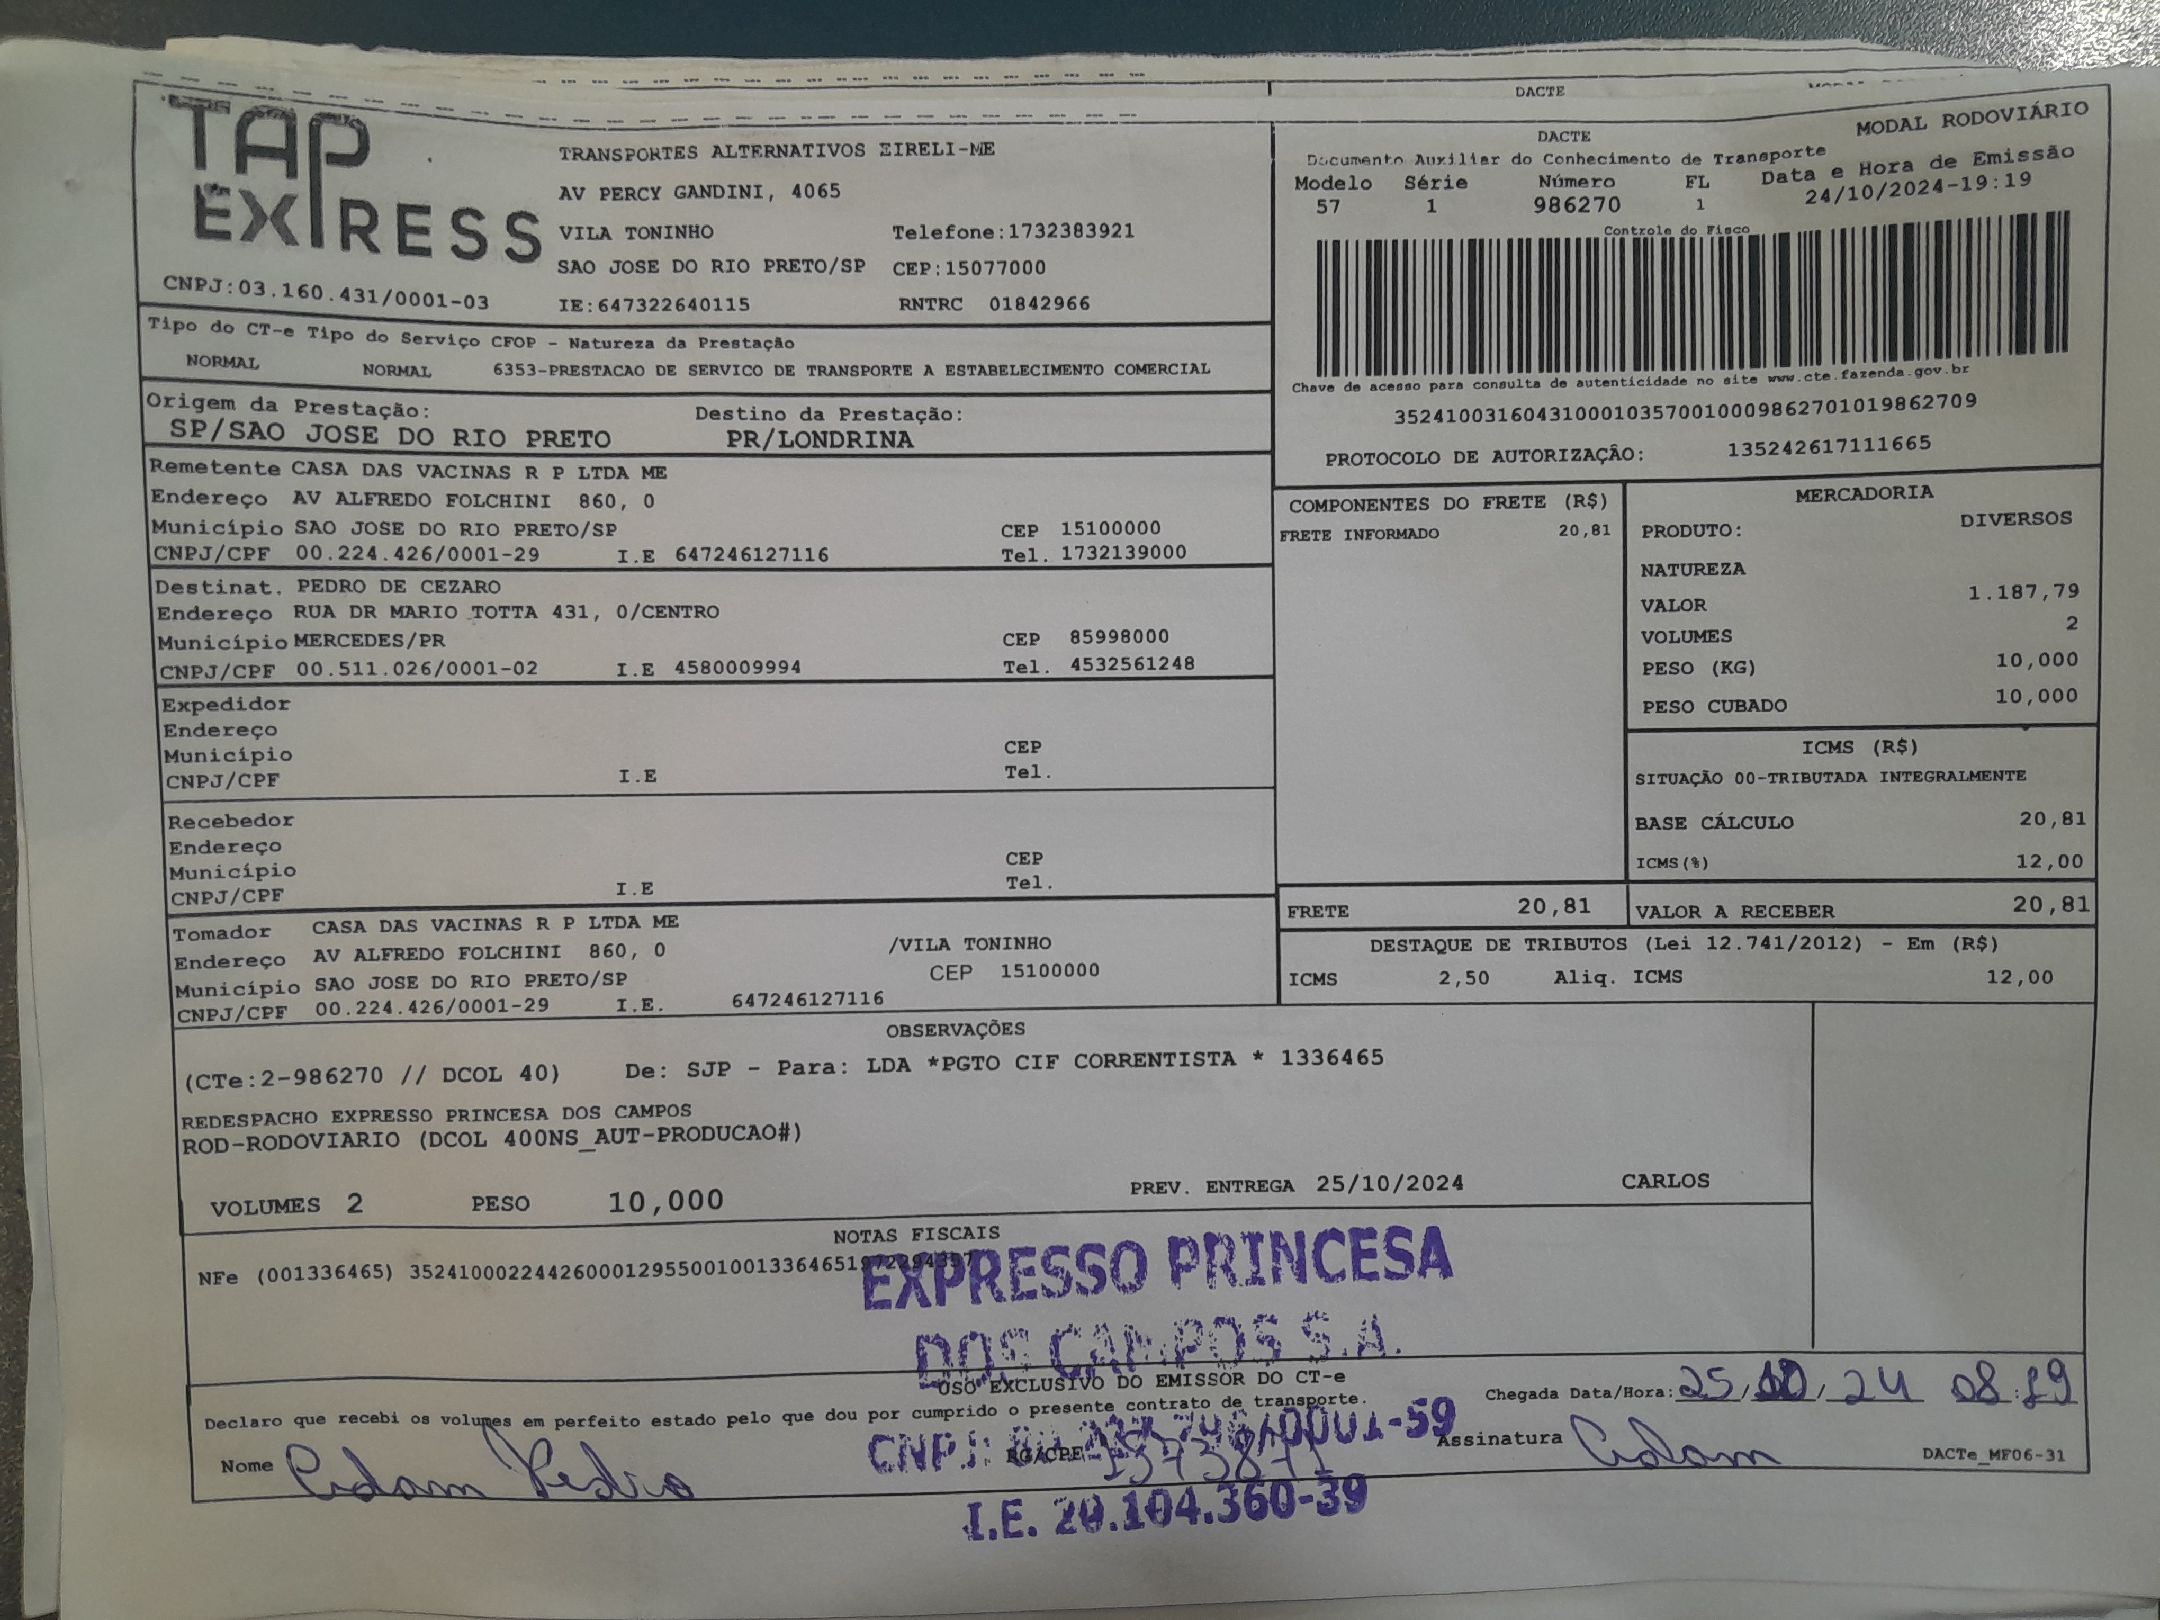 DACTE
TAP
EXPRESS
CNPJ:03.160.431/0001-03
TRANSPORTES ALTERNATIVOS EIRELI-ME
AV PERCY GANDINI, 4065
VILA TONINHO Telefone:1732383921
SAO JOSE DO RIO PRETO/SP CEP:15077000
IE:647322640115 RNTRC 01842966
DACTE MODAL RODOVIÁRIO
Documento Auxiliar do Conhecimento de Transporte
Modelo Série Número FL Data e Hora de Emissão
57 1 986270 1 24/10/2024-19:19
Controle do Fisco
Chave de acesso para consulta de autenticidade no site www.cte.fazenda.gov.br
35241003160431000103570010009862701019862709
PROTOCOLO DE AUTORIZAÇÃO: 135242617111665
Tipo do CT-e Tipo do Serviço CFOP - Natureza da Prestação
NORMAL NORMAL 6353-PRESTACAO DE SERVICO DE TRANSPORTE A ESTABELECIMENTO COMERCIAL
Origem da Prestação: Destino da Prestação:
SP/SAO JOSE DO RIO PRETO PR/LONDRINA
Remetente CASA DAS VACINAS R P LTDA ME
Endereço AV ALFREDO FOLCHINI 860, 0
Município SAO JOSE DO RIO PRETO/SP CEP 15100000
CNPJ/CPF 00.224.426/0001-29 I.E 647246127116 Tel. 1732139000
Destinat. PEDRO DE CEZARO
Endereço RUA DR MARIO TOTTA 431, 0/CENTRO
Município MERCEDES/PR CEP 85998000
CNPJ/CPF 00.511.026/0001-02 I.E 4580009994 Tel. 4532561248
Expedidor
Endereço
Município CEP
CNPJ/CPF I.E Tel.
Recebedor
Endereço
Município CEP
CNPJ/CPF I.E Tel.
Tomador CASA DAS VACINAS R P LTDA ME
Endereço AV ALFREDO FOLCHINI 860, 0 /VILA TONINHO
Município SAO JOSE DO RIO PRETO/SP CEP 15100000
CNPJ/CPF 00.224.426/0001-29 I.E. 647246127116
COMPONENTES DO FRETE (R$)
FRETE INFORMADO 20,81
MERCADORIA
PRODUTO: DIVERSOS
NATUREZA
VALOR 1.187,79
VOLUMES 2
PESO (KG) 10,000
PESO CUBADO 10,000
ICMS (R$)
SITUAÇÃO 00-TRIBUTADA INTEGRALMENTE
BASE CÁLCULO 20,81
ICMS(%) 12,00
FRETE 20,81 VALOR A RECEBER 20,81
DESTAQUE DE TRIBUTOS (Lei 12.741/2012) - Em (R$)
ICMS 2,50 Aliq. ICMS 12,00
OBSERVAÇÕES
(CTe:2-986270 // DCOL 40) De: SJP - Para: LDA *PGTO CIF CORRENTISTA * 1336465
REDESPACHO EXPRESSO PRINCESA DOS CAMPOS
ROD-RODOVIARIO (DCOL 400NS_AUT-PRODUCAO#)
VOLUMES 2 PESO 10,000 PREV. ENTREGA 25/10/2024 CARLOS
NOTAS FISCAIS
NFe (001336465)
EXPRESSO PRINCESA
DOS CAMPOS S.A.
USO EXCLUSIVO DO EMISSOR DO CT-e
Declaro que recebi os volumes em perfeito estado pelo que dou por cumprido o presente contrato de transporte.
Chegada Data/Hora: 25/10/24 08:
CNPJ:
Nome Adam Pedro RG/CPF Assinatura Adam DACTe_MF06-31
I.E. 20.104.360-39